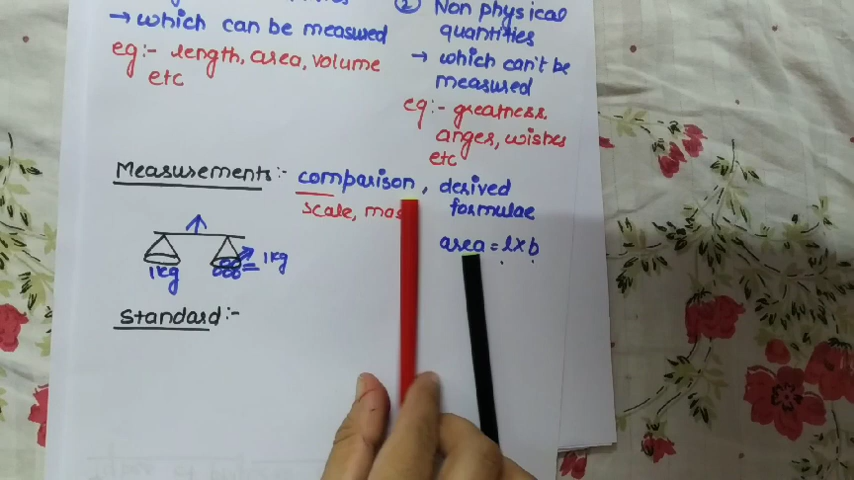 → which can be measured
eg:- length, area, volume
etc
② Non physical
quantities
→ which can't be
measured
eg:- greatness,
anger, wishes
etc
Measurements:- comparison, derived
scale, mas formulae
area = l × b
1kg = 1kg
Standard:-